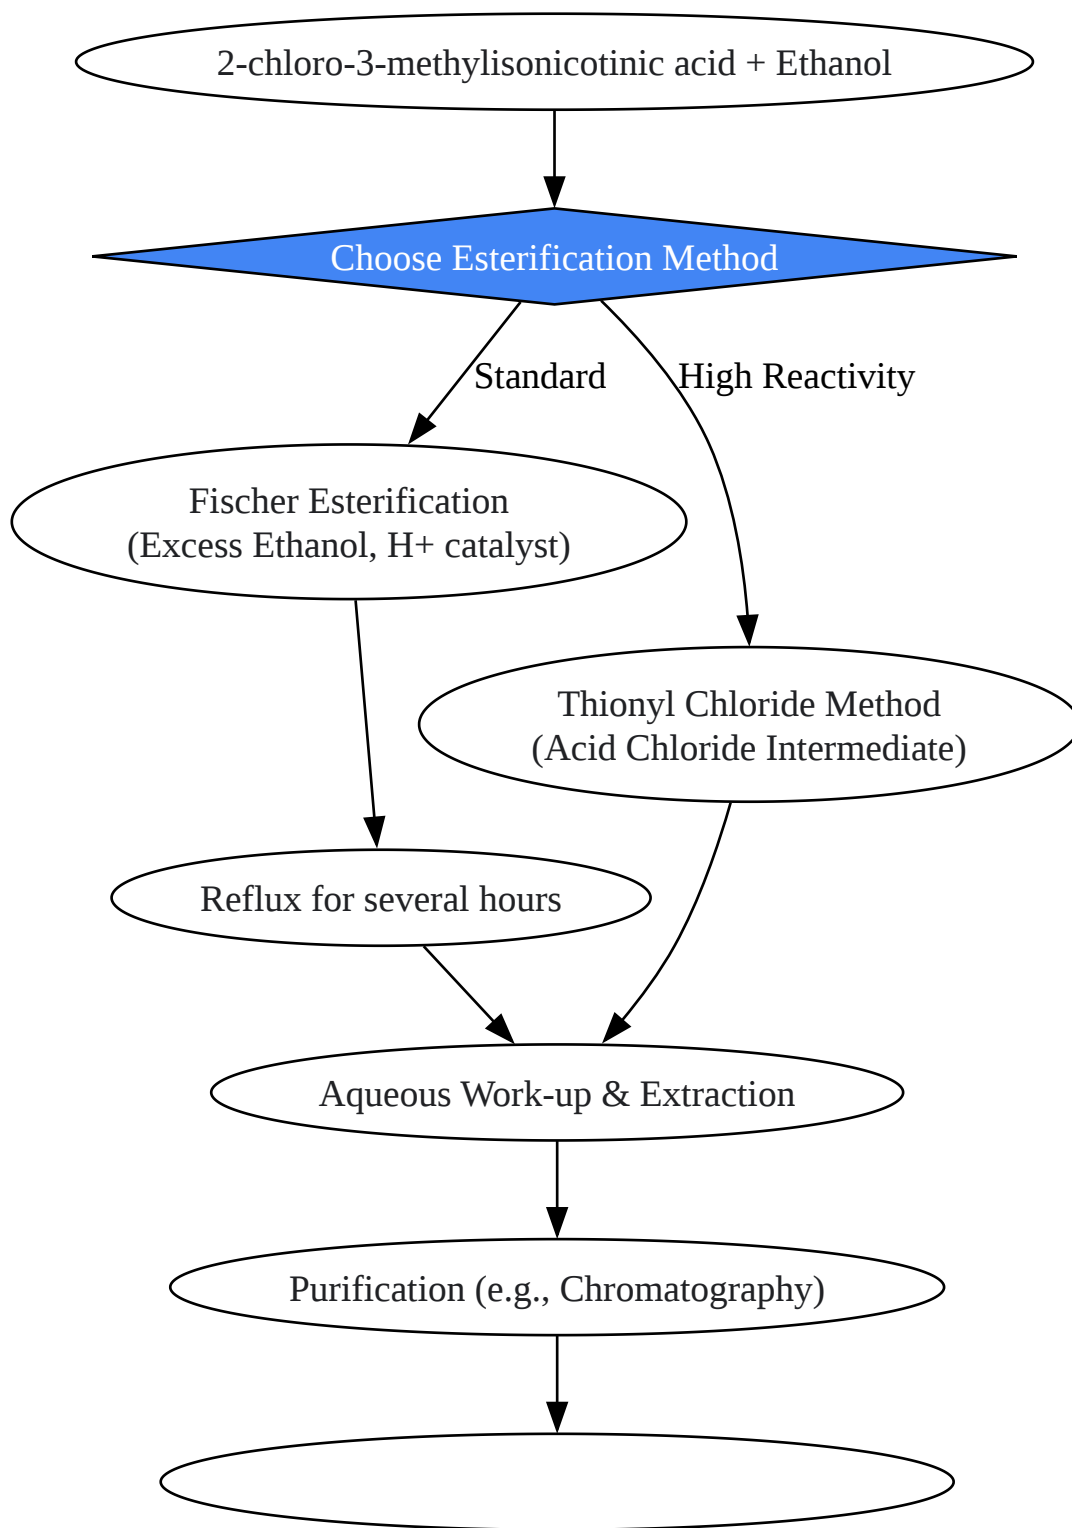 2-chloro-3-methylisonicotinic acid + Ethanol
Choose Esterification Method
Standard
High Reactivity
Fischer Esterification
(Excess Ethanol, H+ catalyst)
Thionyl Chloride Method
(Acid Chloride Intermediate)
Reflux for several hours
Aqueous Work-up & Extraction
Purification (e.g., Chromatography)